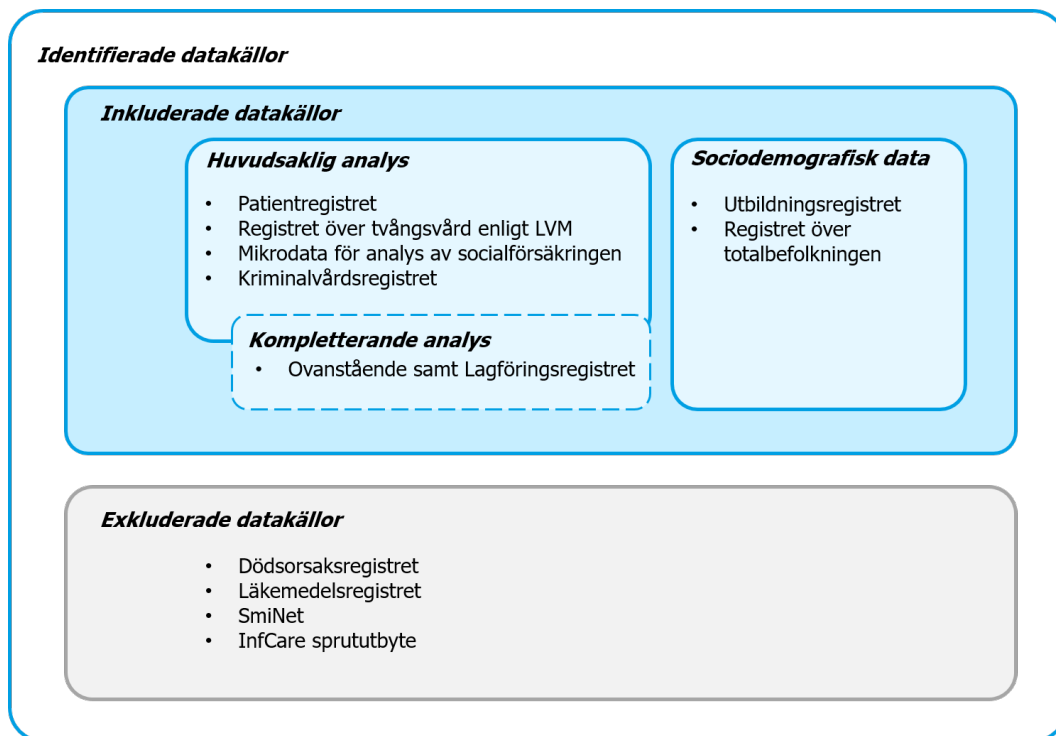 Identifierade datakällor
Inkluderade datakällor
Huvudsaklig analys
• Patientregistret
• Registret över tvångsvård enligt LVM
• Mikrodata för analys av socialförsäkringen
• Kriminalvårdsregistret
Kompletterande analys
• Ovanstående samt Lagföringsregistret
Sociodemografisk data
• Utbildningsregistret
• Registret över
totalbefolkningen
Exkluderade datakällor
• Dödsorsaksregistret
• Läkemedelsregistret
• SmiNet
• InfCare sprututbyte